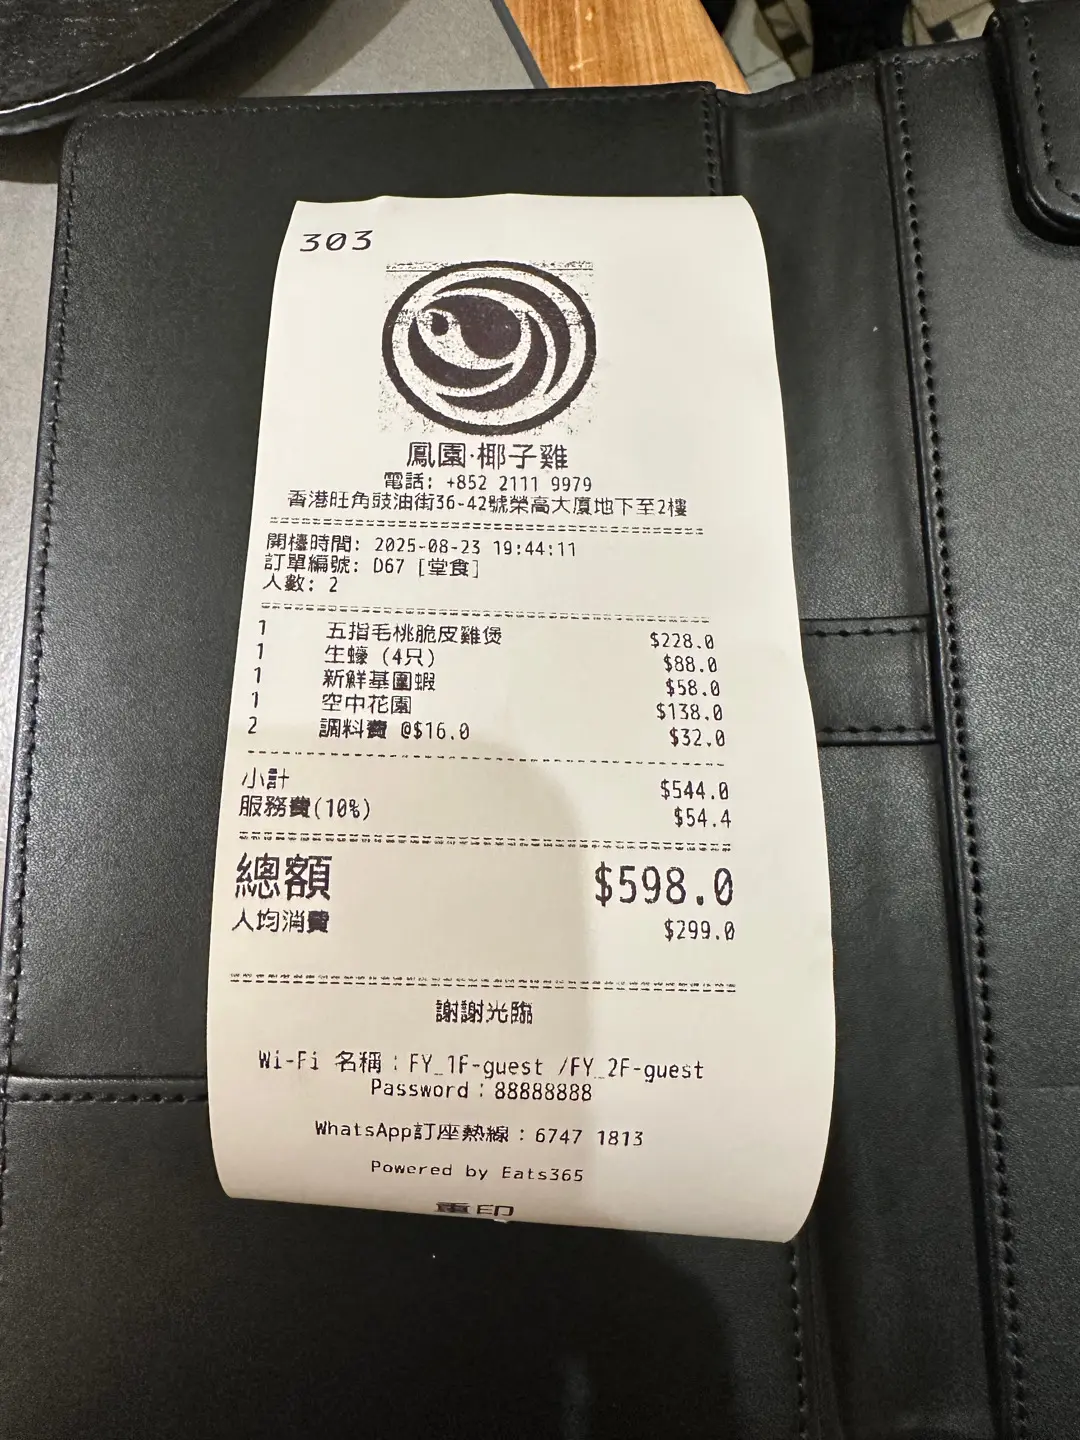 303
鳳園·椰子雞
電話: +852 2111 9979
香港旺角豉油街36-42號榮高大廈地下至2樓
開檯時間: 2025-08-23 19:44:11
訂單編號: D67 [堂食]
人數: 2
1 五指毛桃脆皮雞煲 $228.0
1 生蠔 (4只) $88.0
1 新鮮基圍蝦 $58.0
1 空中花園 $138.0
2 調料費 @$16.0 $32.0
小計 $544.0
服務費(10%) $54.4
總額 $598.0
人均消費 $299.0
謝謝光臨
Wi-Fi 名稱：FY_1F-guest /FY_2F-guest
Password：88888888
WhatsApp訂座熱線：6747 1813
Powered by Eats365
重印